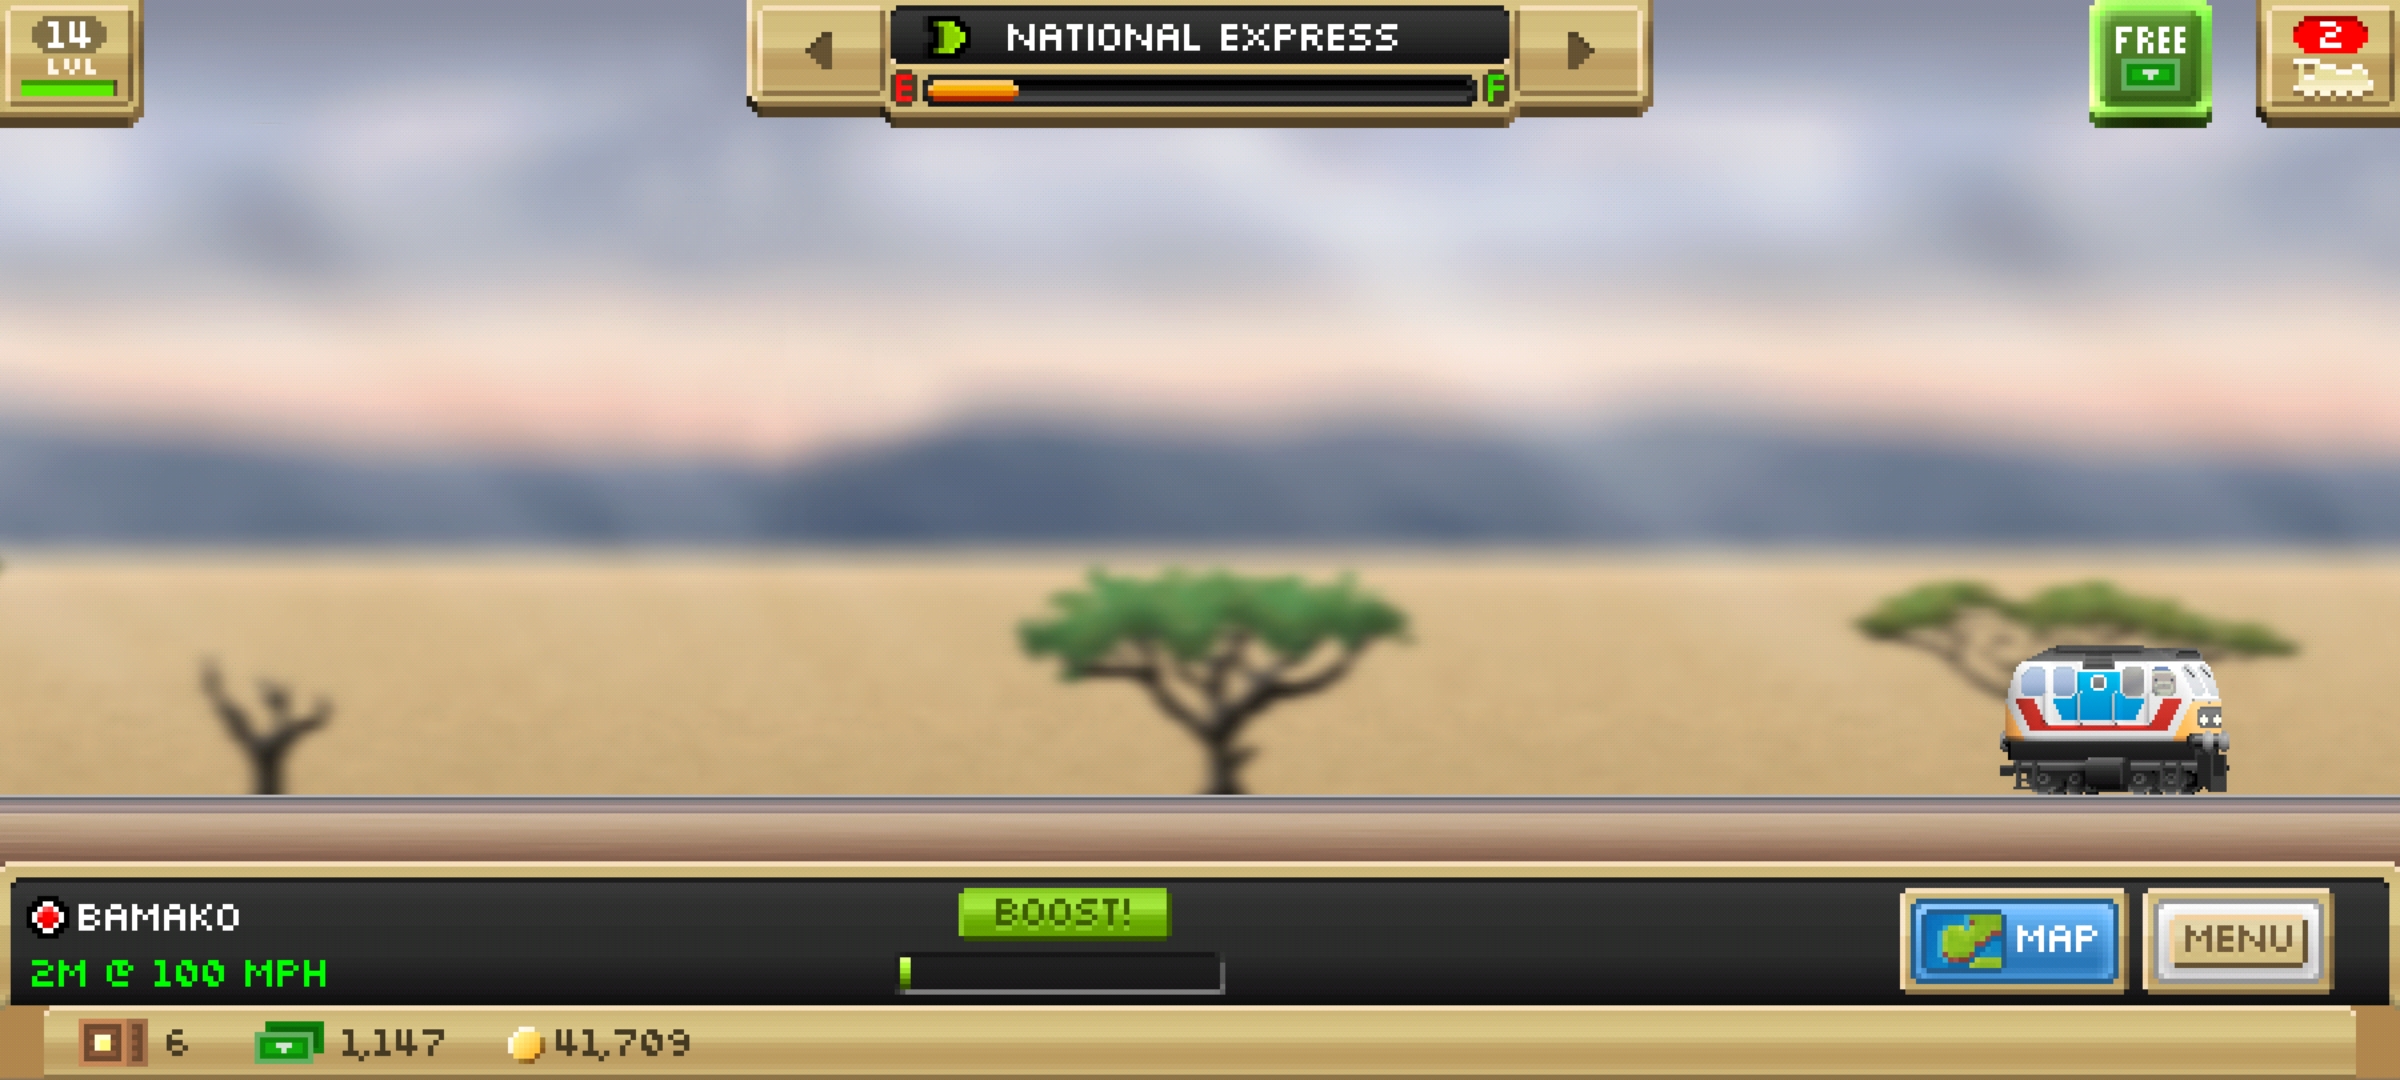 14
LVL
NATIONAL EXPRESS
E F
FREE
2
BAMAKO
2M @ 100 MPH
BOOST!
MAP
MENU
6 1,147 41,709